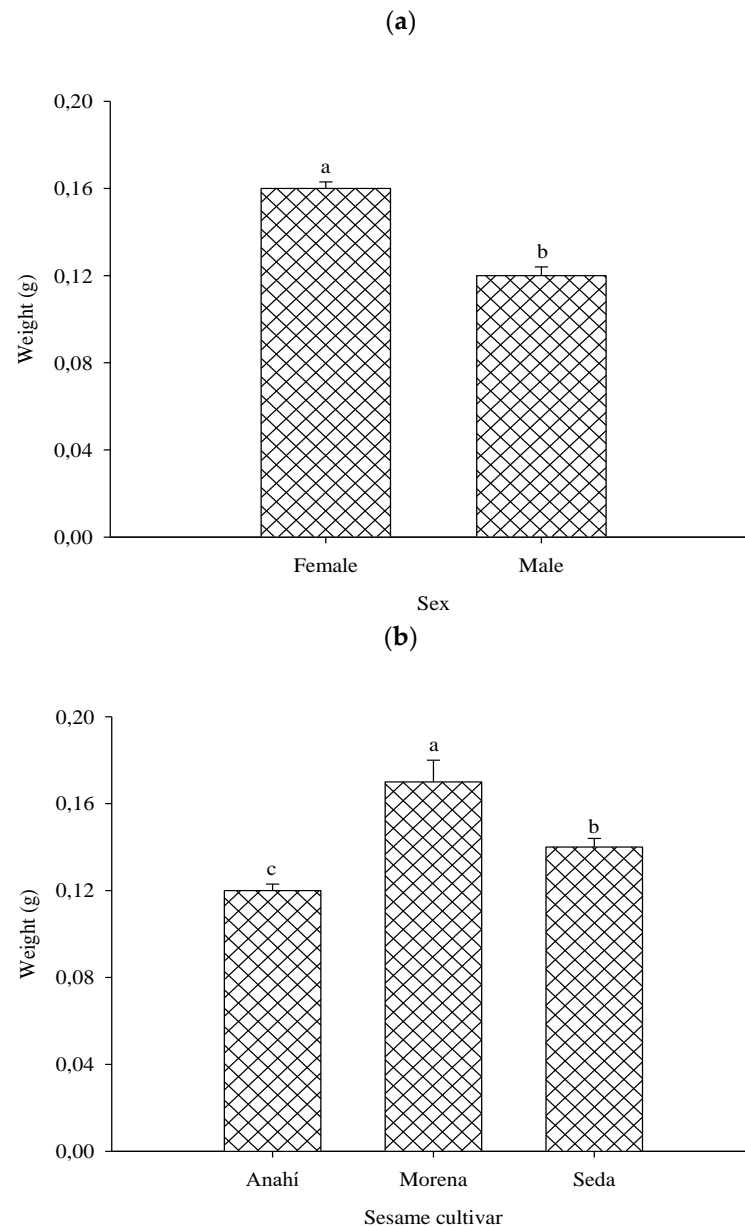 (a)
0,20
0,16
0,12
0,08
0,04
0,00
Weight (g)
a
b
Female Male
Sex
(b)
0,20
0,16
0,12
0,08
0,04
0,00
Weight (g)
c
a
b
Anahí Morena Seda
Sesame cultivar